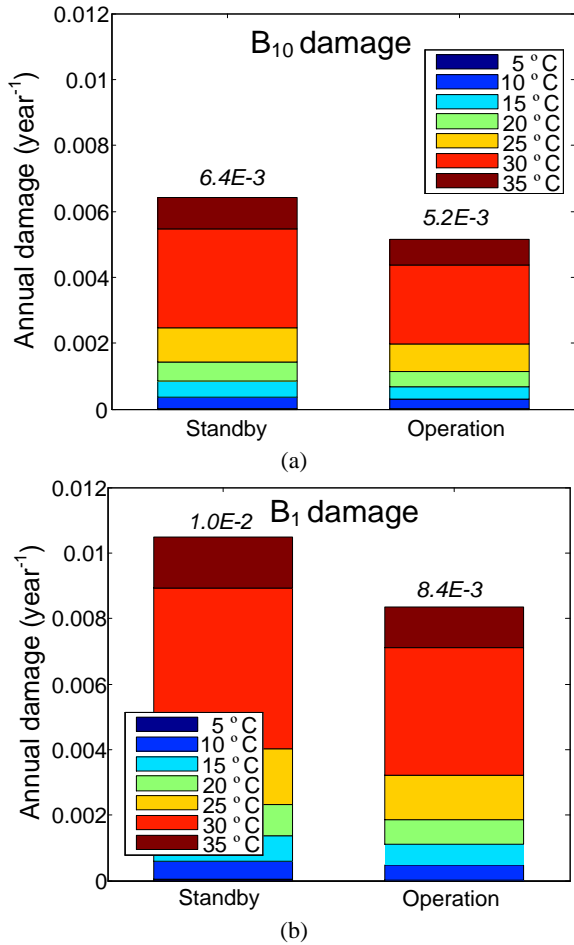 0.012
0.01
0.008
0.006
0.004
0.002
0
Annual damage (year⁻¹)
B₁₀ damage
5 °C
10 °C
15 °C
20 °C
25 °C
30 °C
35 °C
6.4E-3
5.2E-3
Standby Operation
(a)
0.012
0.01
0.008
0.006
0.004
0.002
0
Annual damage (year⁻¹)
B₁ damage
1.0E-2
8.4E-3
5 °C
10 °C
15 °C
20 °C
25 °C
30 °C
35 °C
Standby Operation
(b)